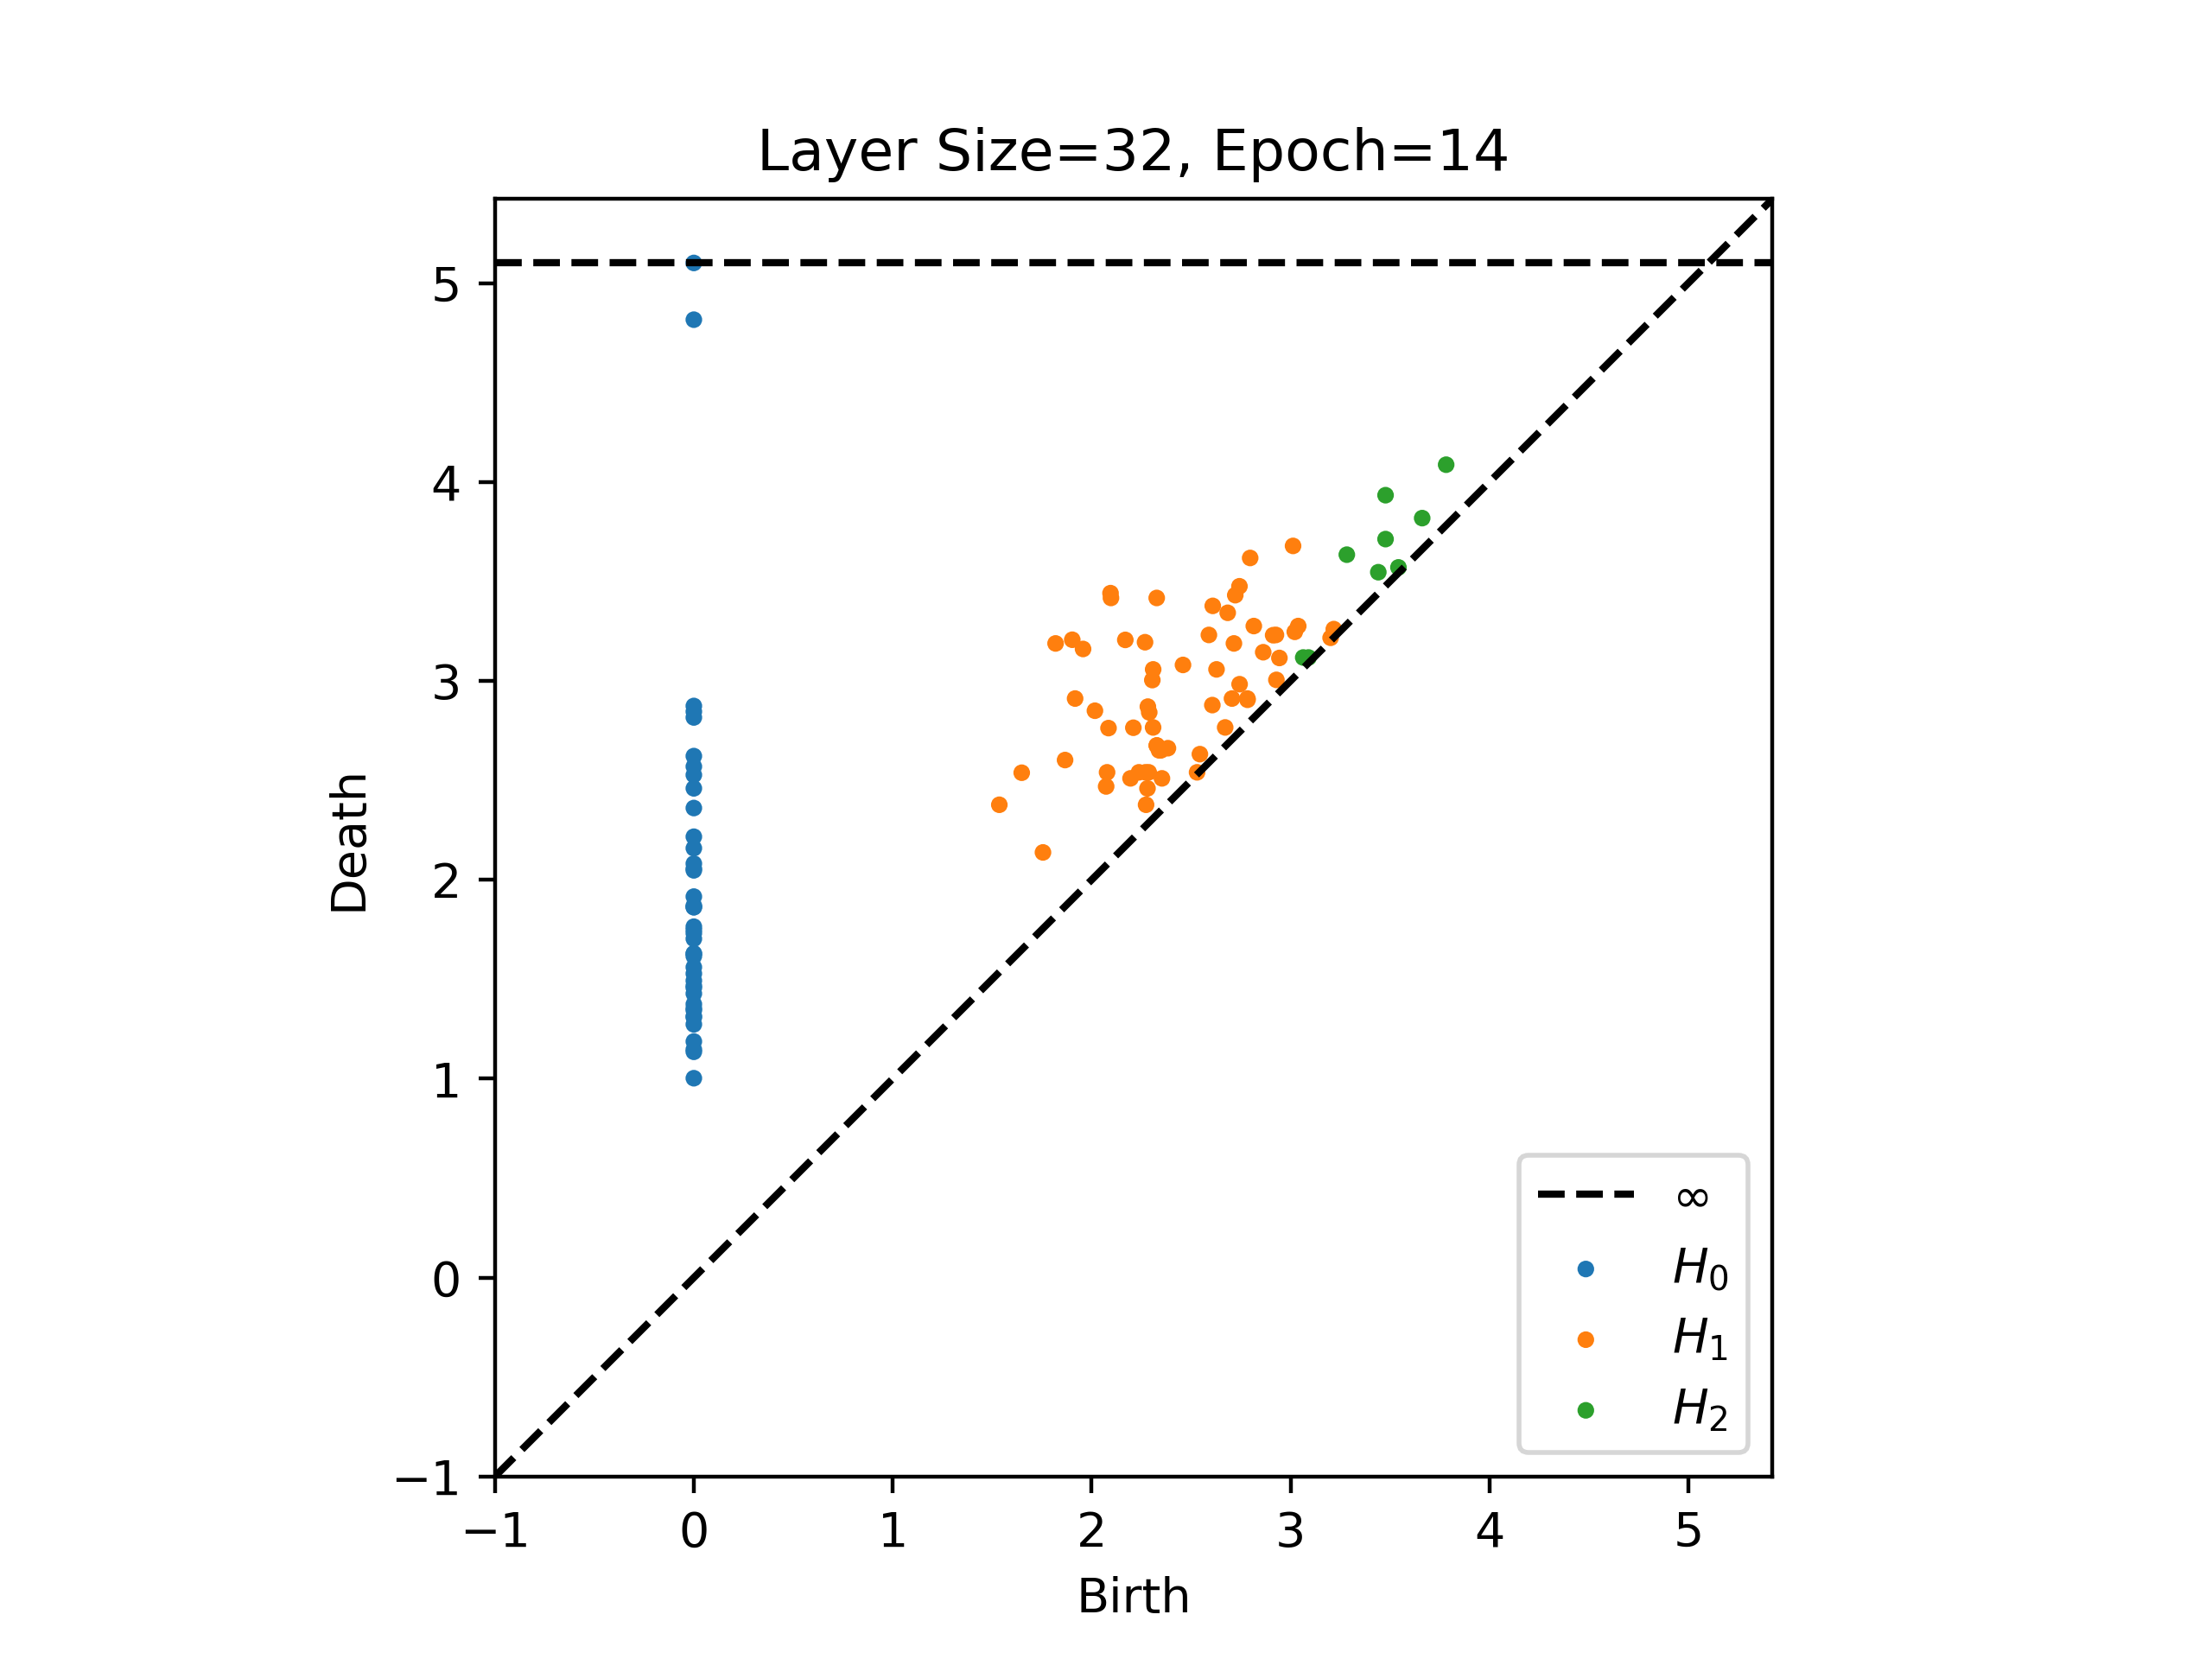 Layer Size=32, Epoch=14
5
4
3
2
1
0
−1
Death
−1 0 1 2 3 4 5
Birth
∞
H₀
H₁
H₂